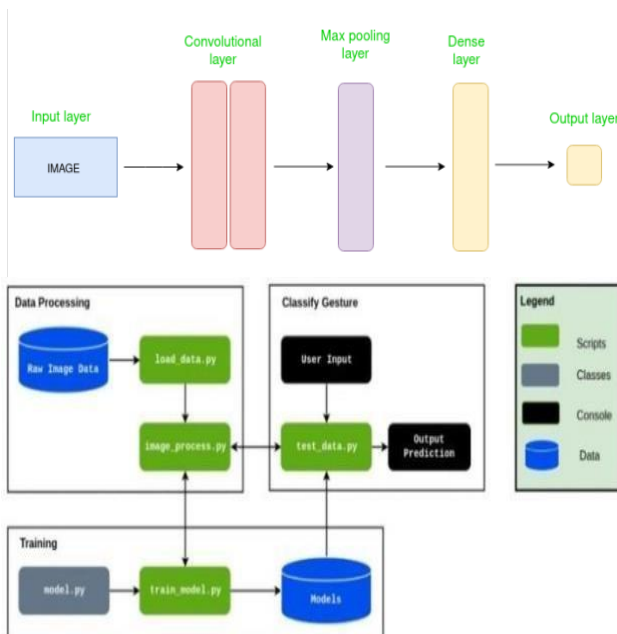 Convolutional
layer
Max pooling
layer
Dense
layer
Input layer
Output layer
IMAGE
Data Processing
Raw Image Data
load_data.py
image_process.py
Classify Gesture
User Input
test_data.py
Output
Prediction
Legend
Scripts
Classes
Console
Data
Training
model.py
train_model.py
Models